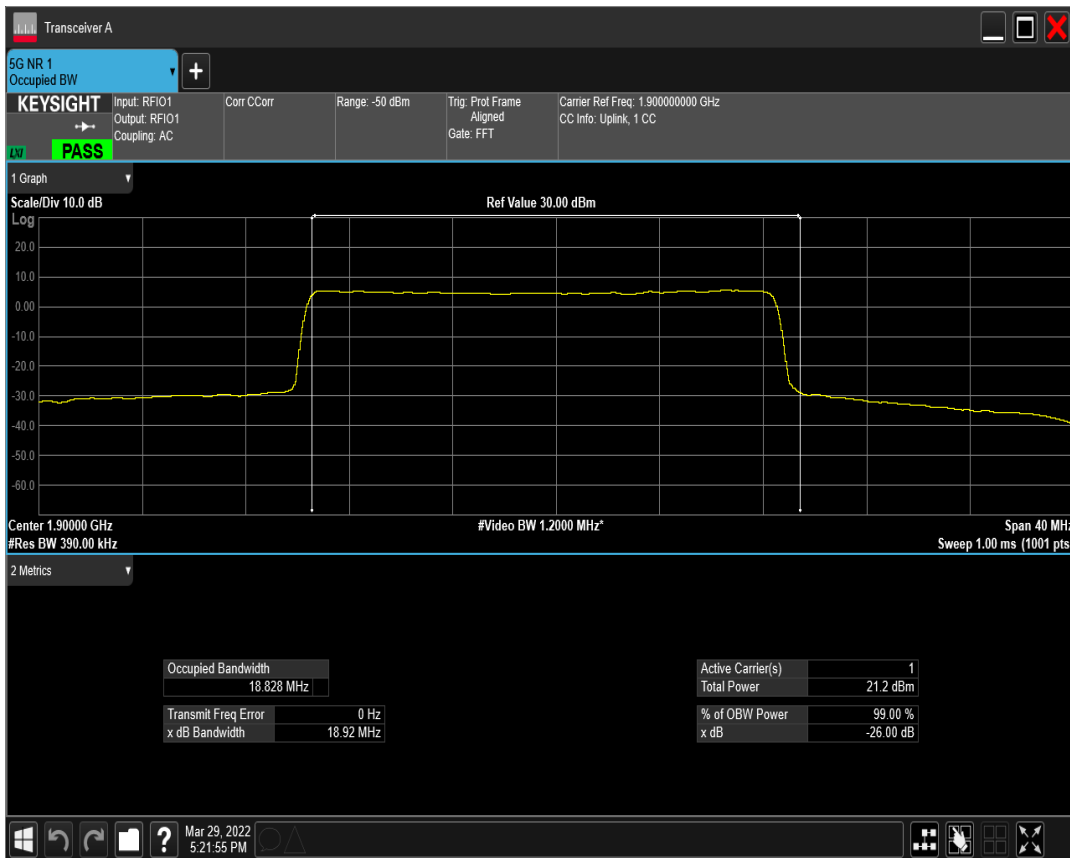 Transceiver A
5G NR 1
Occupied BW
+
KEYSIGHT
LXI
PASS
Input: RFIO1
Output: RFIO1
Coupling: AC
Corr CCorr
Range: -50 dBm
Trig: Prot Frame
Aligned
Gate: FFT
Carrier Ref Freq: 1.900000000 GHz
CC Info: Uplink, 1 CC
1 Graph
Scale/Div 10.0 dB
Ref Value 30.00 dBm
Log
20.0
10.0
0.00
-10.0
-20.0
-30.0
-40.0
-50.0
-60.0
Center 1.90000 GHz
#Video BW 1.2000 MHz*
Span 40 MHz
#Res BW 390.00 kHz
Sweep 1.00 ms (1001 pts
2 Metrics
Occupied Bandwidth
18.828 MHz
Transmit Freq Error 0 Hz
x dB Bandwidth 18.92 MHz
Active Carrier(s) 1
Total Power 21.2 dBm
% of OBW Power 99.00 %
x dB -26.00 dB
?
Mar 29, 2022
5:21:55 PM